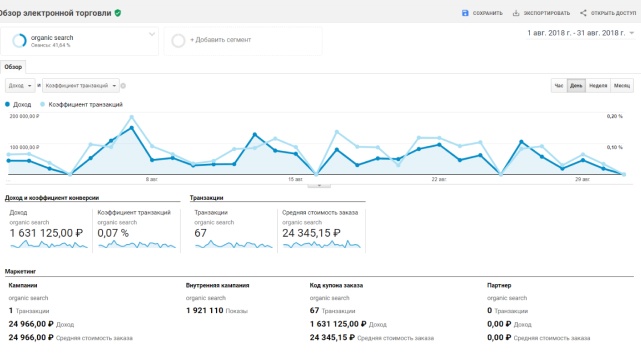 Обзор электронной торговли
СОХРАНИТЬ ЭКСПОРТИРОВАТЬ ОТКРЫТЬ ДОСТУП
organic search
Сеансы: 41,64 %
+ Добавить сегмент
1 авг. 2018 г. - 31 авг. 2018 г.
Обзор
Доход и Коэффициент транзакций
Час День Неделя Месяц
Доход Коэффициент транзакций
200 000,00 ₽ 0,20 %
100 000,00 ₽ 0,10 %
8 авг. 15 авг. 22 авг. 29 авг.
Доход и коэффициент конверсии Транзакции
Доход Коэффициент транзакций Транзакции Средняя стоимость заказа
organic search organic search organic search organic search
1 631 125,00 ₽ 0,07 % 67 24 345,15 ₽
Маркетинг
Кампании Внутренняя кампания Код купона заказа Партнер
organic search organic search organic search organic search
1 Транзакции 1 921 110 Показы 67 Транзакции 0 Транзакции
24 966,00 ₽ Доход 1 631 125,00 ₽ Доход 0,00 ₽ Доход
24 966,00 ₽ Средняя стоимость заказа 24 345,15 ₽ Средняя стоимость заказа 0,00 ₽ Средняя стоимость заказа